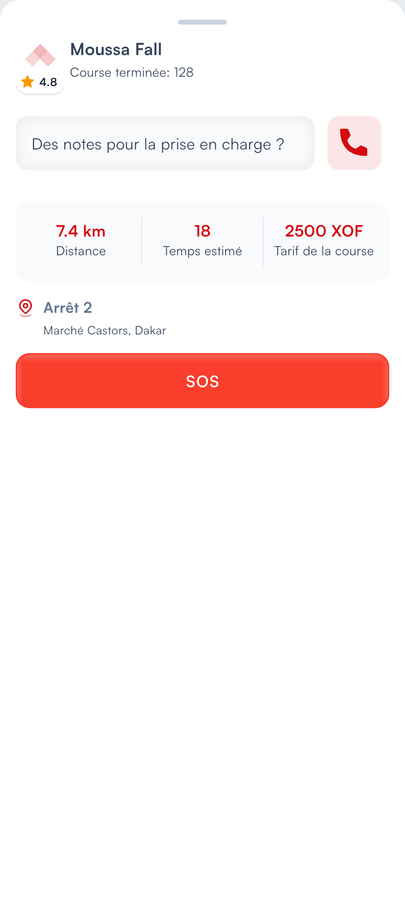 Moussa Fall
Course terminée: 128
4.8
Des notes pour la prise en charge ?
7.4 km
Distance
18
Temps estimé
2500 XOF
Tarif de la course
Arrêt 2
Marché Castors, Dakar
SOS